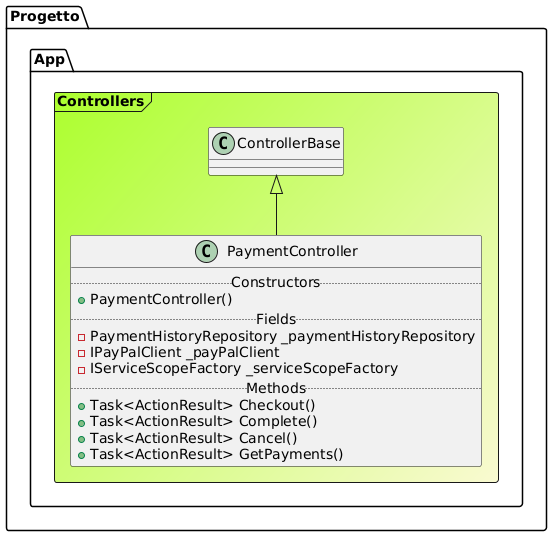 Progetto
App
Controllers
C ControllerBase
C PaymentController
Constructors
PaymentController()
Fields
PaymentHistoryRepository _paymentHistoryRepository
IPayPalClient _payPalClient
IServiceScopeFactory _serviceScopeFactory
Methods
Task<ActionResult> Checkout()
Task<ActionResult> Complete()
Task<ActionResult> Cancel()
Task<ActionResult> GetPayments()